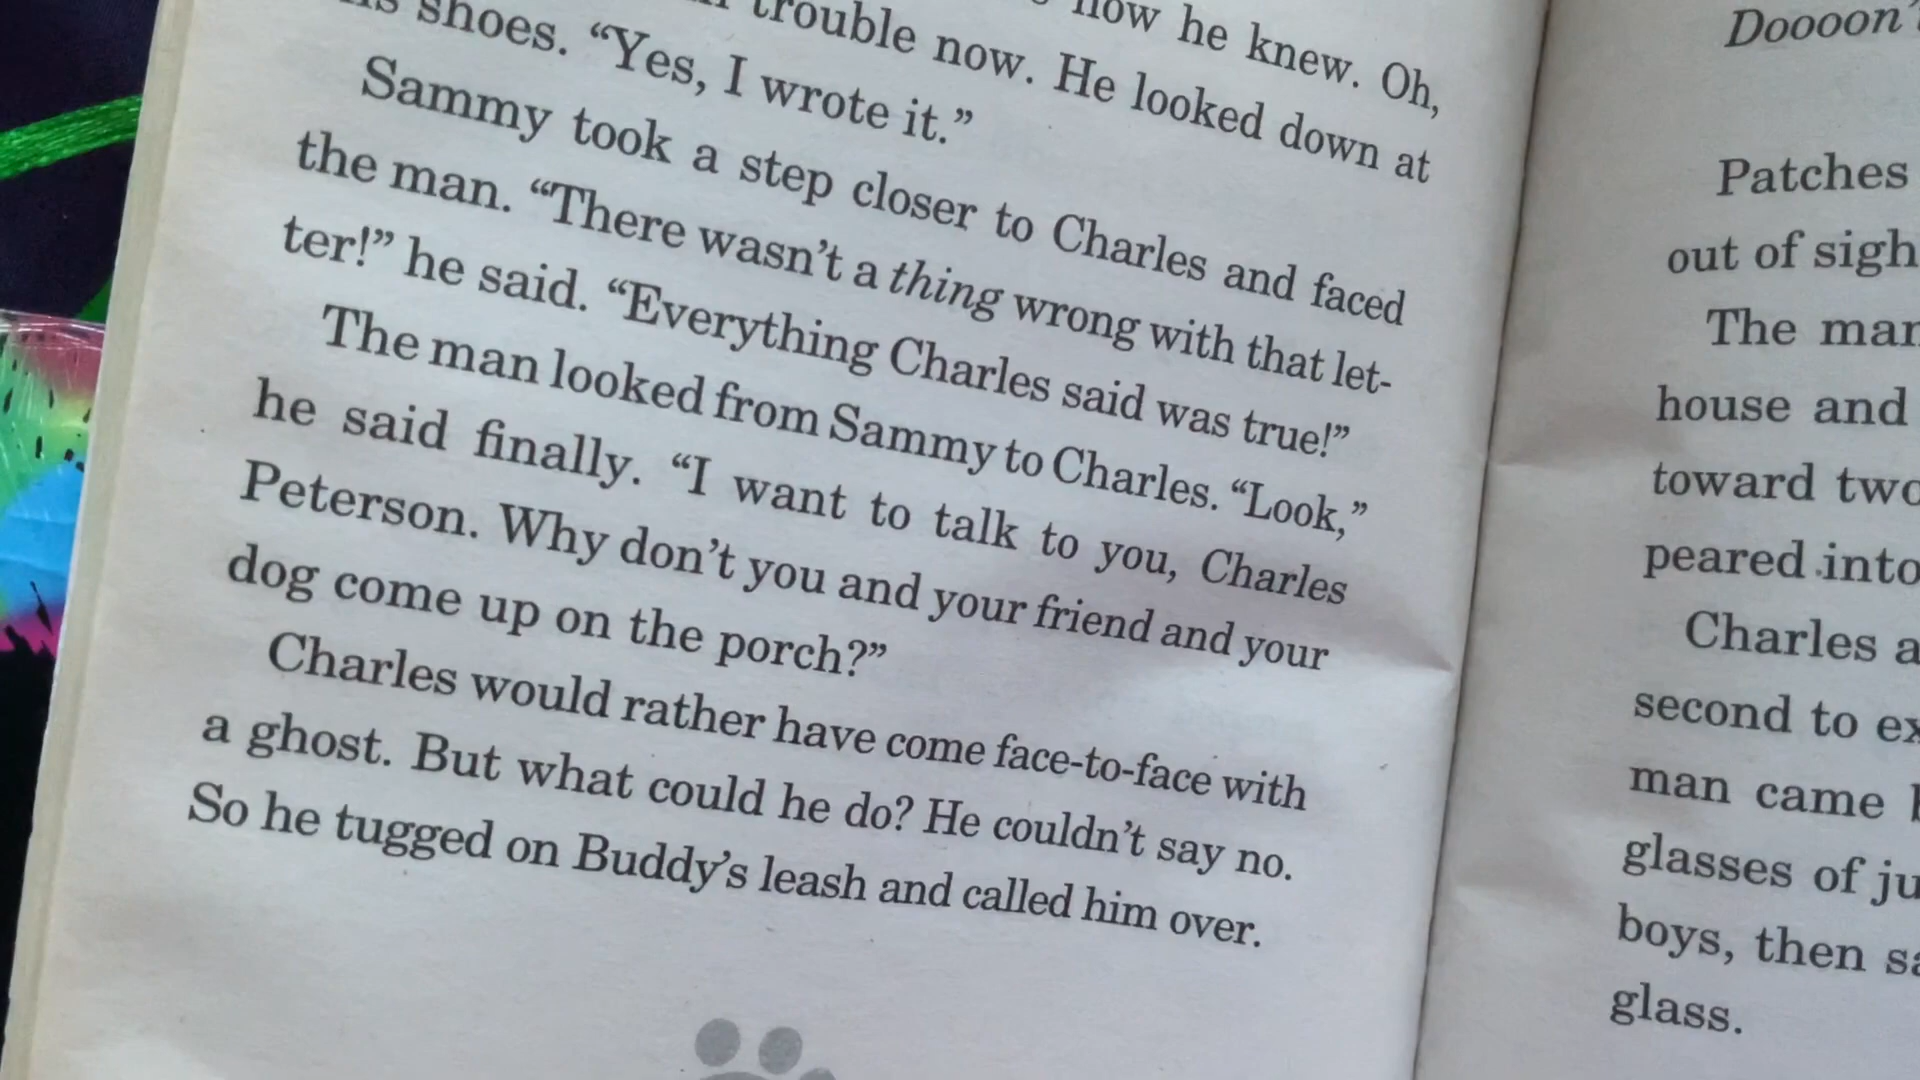 now he knew. Oh,
trouble now. He looked down at
shoes. “Yes, I wrote it.”
Sammy took a step closer to Charles and faced
the man. “There wasn’t a thing wrong with that let-
ter!” he said. “Everything Charles said was true!”
The man looked from Sammy to Charles. “Look,”
he said finally. “I want to talk to you, Charles
Peterson. Why don’t you and your friend and your
dog come up on the porch?”
Charles would rather have come face-to-face with
a ghost. But what could he do? He couldn’t say no.
So he tugged on Buddy’s leash and called him over.
Doooon’
Patches
out of sigh
The man
house and
toward two
peared into
Charles a
second to ex
man came
glasses of ju
boys, then sa
glass.